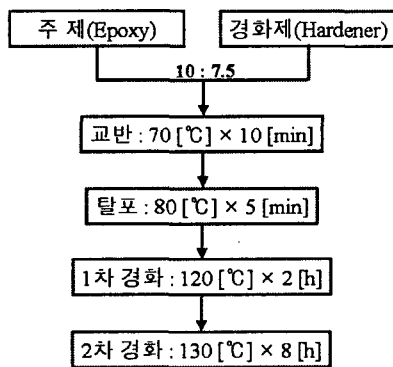 주 제(Epoxy)
경화제(Hardener)
10 : 7.5
교반 : 70 [℃] × 10 [min]
탈포 : 80 [℃] × 5 [min]
1차 경화 : 120 [℃] × 2 [h]
2차 경화 : 130 [℃] × 8 [h]